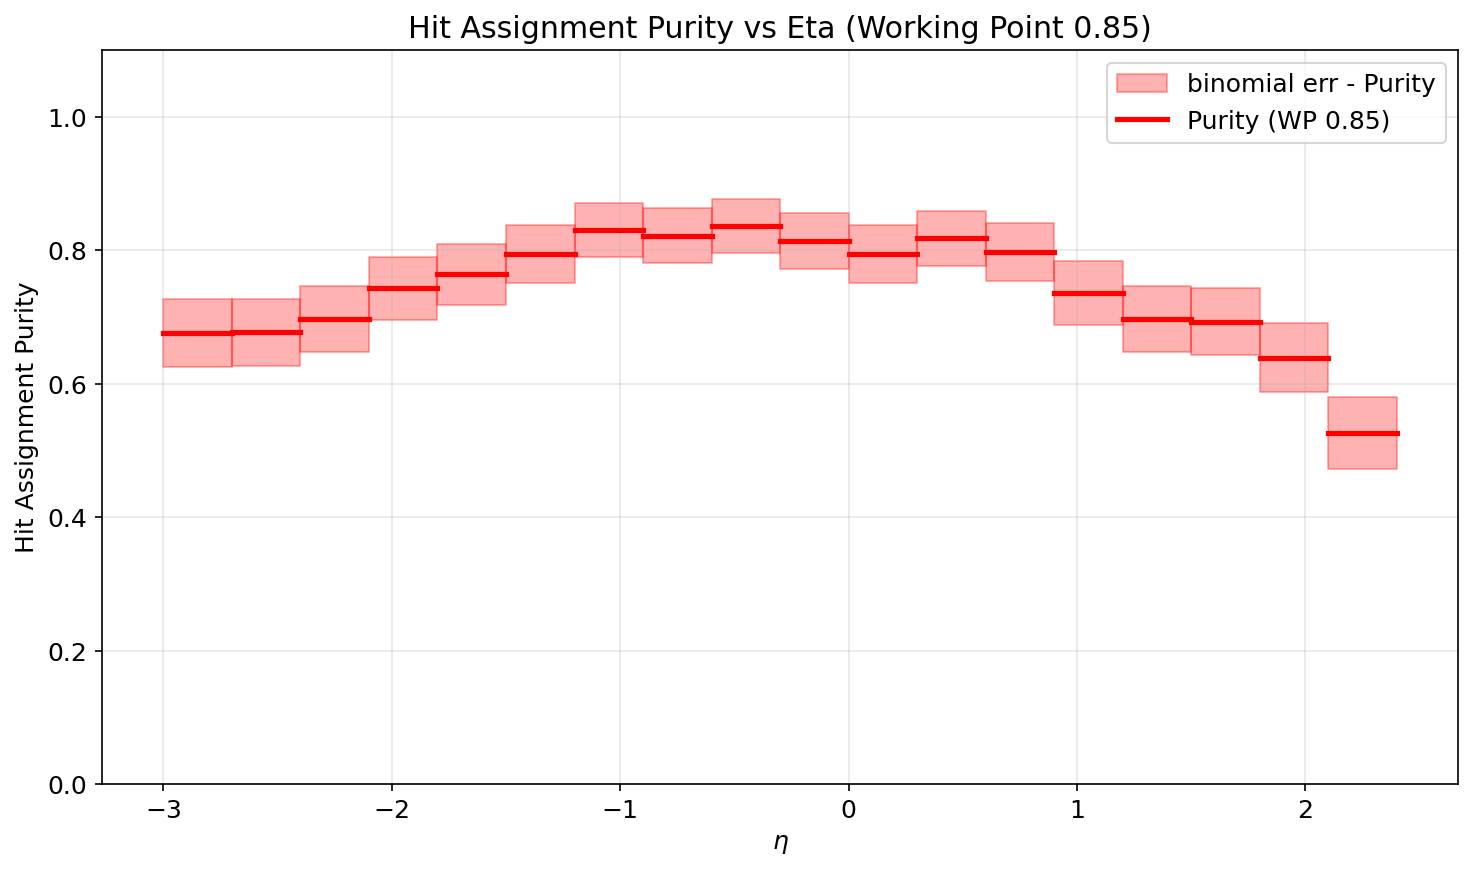 Hit Assignment Purity vs Eta (Working Point 0.85)
binomial err - Purity
Purity (WP 0.85)
Hit Assignment Purity
1.0
0.8
0.6
0.4
0.2
0.0
−3
−2
−1
0
1
2
η